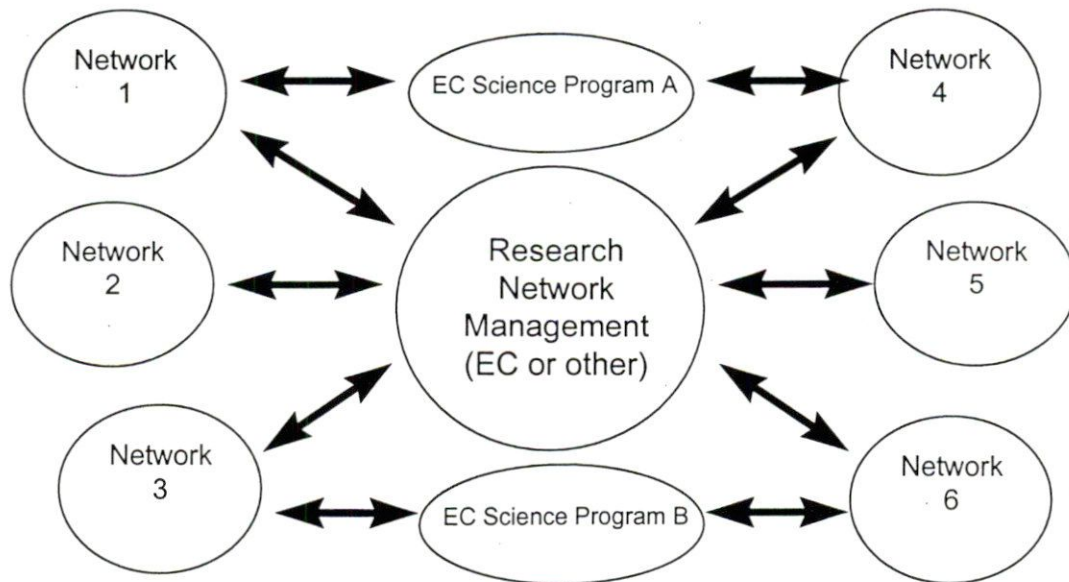 Network
1
EC Science Program A
Network
4
Network
2
Research
Network
Management
(EC or other)
Network
5
Network
3
EC Science Program B
Network
6